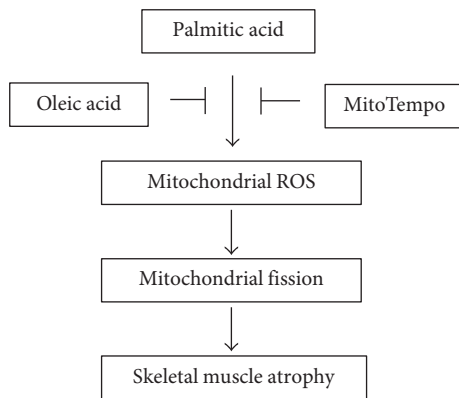 Palmitic acid
Oleic acid
MitoTempo
Mitochondrial ROS
Mitochondrial fission
Skeletal muscle atrophy